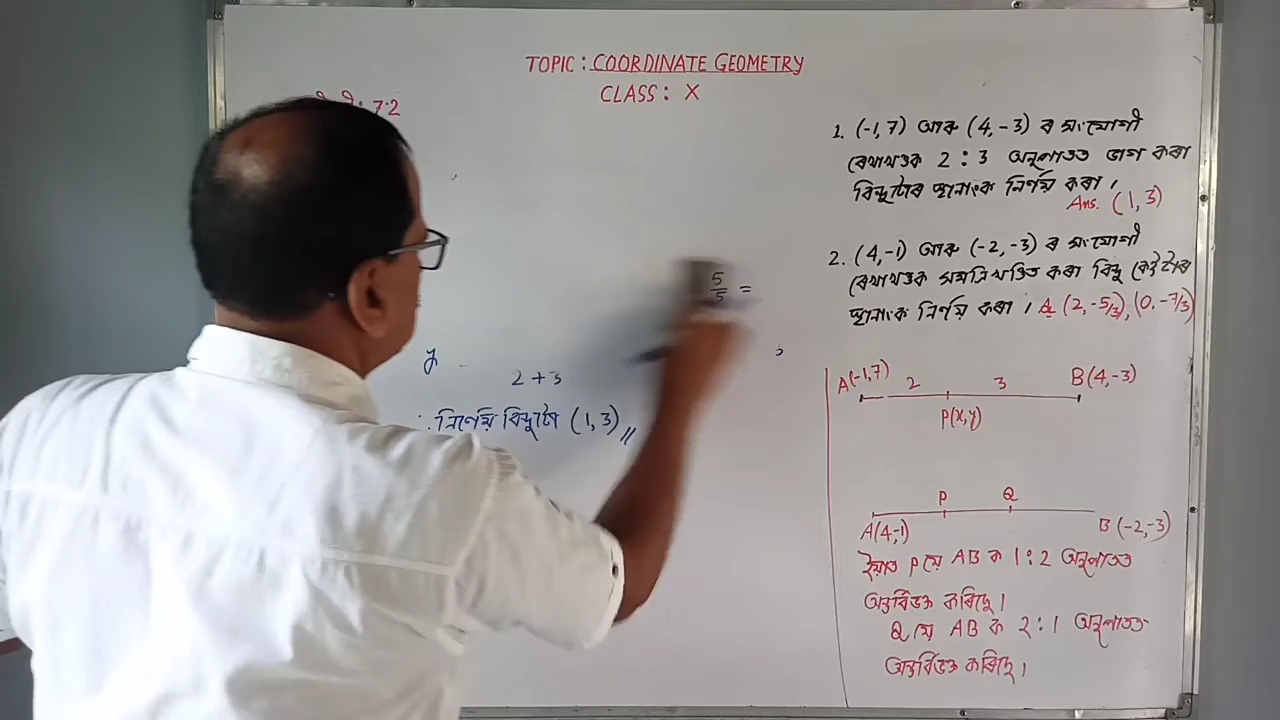 TOPIC: COORDINATE GEOMETRY
CLASS: X
7.2
5/5 =
y
2+3
∴ নিৰ্ণেয় বিন্দুটো (1, 3) //
1. (-1, 7) আৰু (4, -3) ৰ সংযোগী
ৰেখাখণ্ডক 2 : 3 অনুপাতত ভাগ কৰা
বিন্দুটোৰ স্থানাংক নিৰ্ণয় কৰা ।
Ans. (1, 3)
2. (4, -1) আৰু (-2, -3) ৰ সংযোগী
ৰেখাখণ্ডক সমত্ৰিখণ্ডিত কৰা বিন্দু কেইটাৰ
স্থানাংক নিৰ্ণয় কৰা । A (2, -5/3), (0, -7/3)
A(-1, 7) 2 3 B(4, -3)
P(x, y)
P Q
A(4,-1) B(-2, -3)
ইয়াত P য়ে AB ক 1 : 2 অনুপাতত
অন্তৰ্বিভক্ত কৰিছে ।
Q য়ে AB ক 2 : 1 অনুপাতত
অন্তৰ্বিভক্ত কৰিছে ।